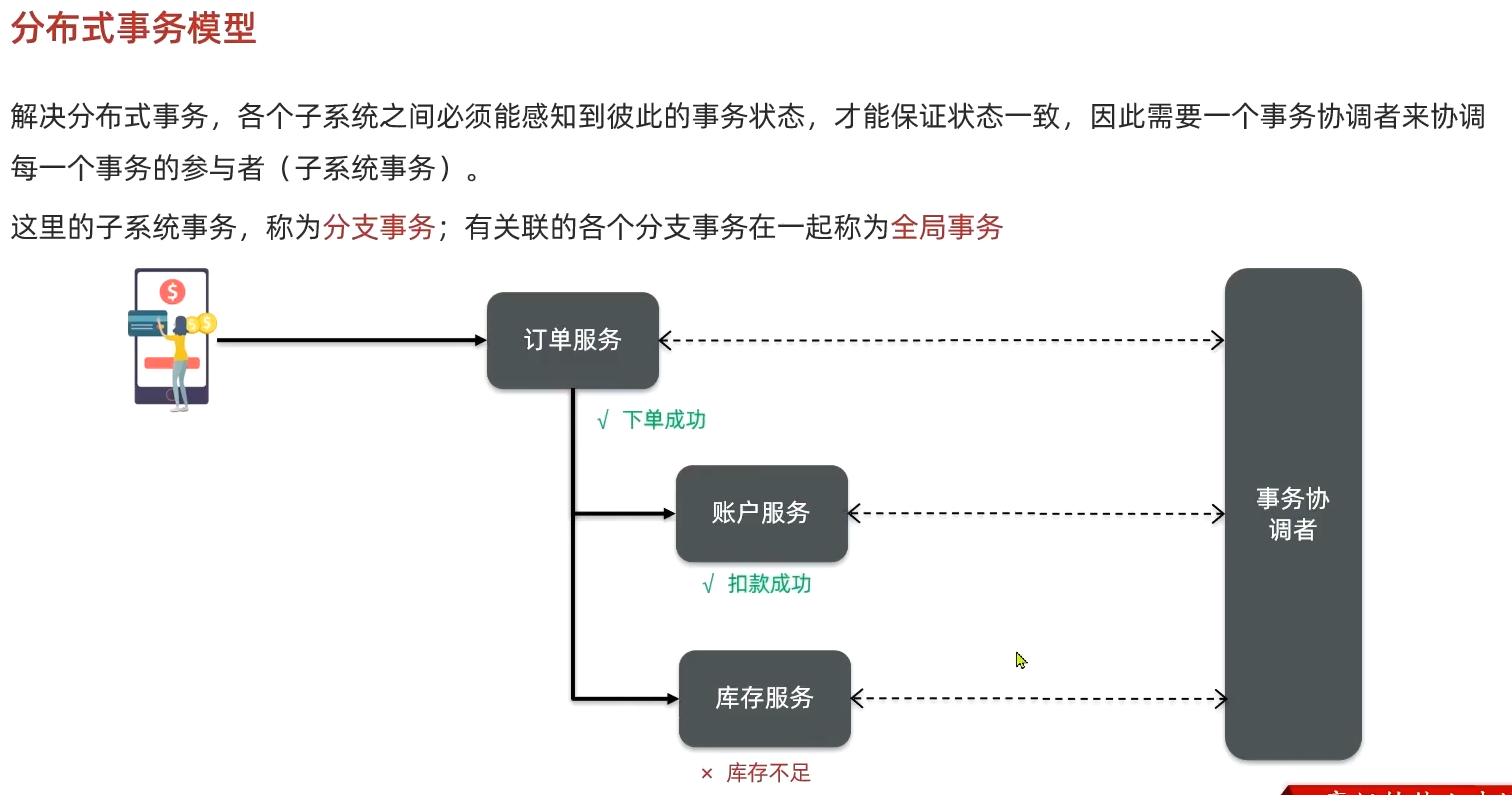 分布式事务模型
解决分布式事务，各个子系统之间必须能感知到彼此的事务状态，才能保证状态一致，因此需要一个事务协调者来协调
每一个事务的参与者（子系统事务）。
这里的子系统事务，称为分支事务；有关联的各个分支事务在一起称为全局事务
$
$
订单服务
√ 下单成功
账户服务
√ 扣款成功
事务协
调者
库存服务
× 库存不足